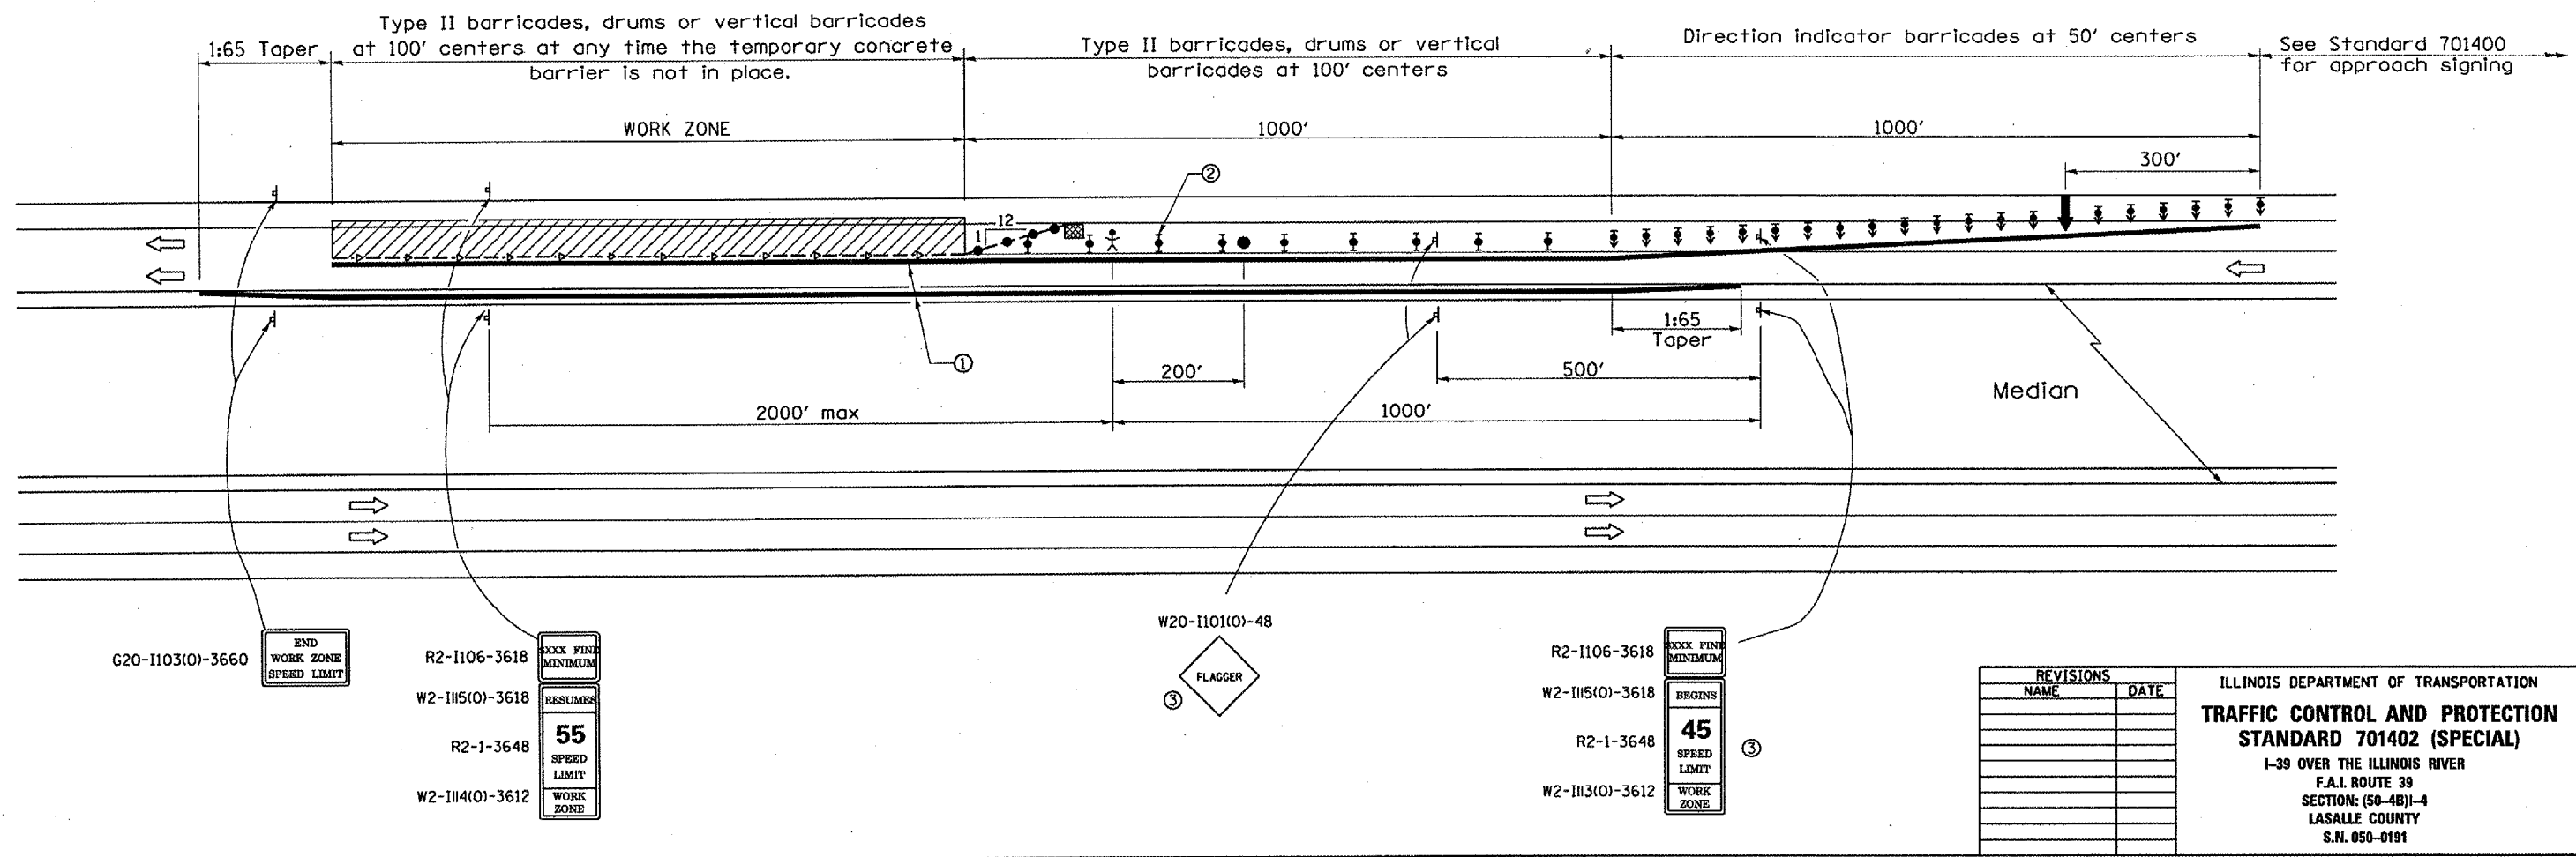 1:65 Taper
Type II barricades, drums or vertical barricades
at 100' centers at any time the temporary concrete
barrier is not in place.
Type II barricades, drums or vertical
barricades at 100' centers
Direction indicator barricades at 50' centers
See Standard 701400
for approach signing
WORK ZONE
1000'
1000'
300'
②
12
1
①
1:65
Taper
200'
500'
2000' max
1000'
Median
G20-I103(O)-3660
END
WORK ZONE
SPEED LIMIT
R2-I106-3618
$XXX FINE
MINIMUM
W2-I115(O)-3618
RESUMES
R2-1-3648
55
SPEED
LIMIT
W2-I114(O)-3612
WORK
ZONE
W20-I101(O)-48
FLAGGER
③
R2-I106-3618
$XXX FINE
MINIMUM
W2-I115(O)-3618
BEGINS
R2-1-3648
45
SPEED
LIMIT
③
W2-I113(O)-3612
WORK
ZONE
REVISIONS
NAME DATE
ILLINOIS DEPARTMENT OF TRANSPORTATION
TRAFFIC CONTROL AND PROTECTION
STANDARD 701402 (SPECIAL)
I-39 OVER THE ILLINOIS RIVER
F.A.I. ROUTE 39
SECTION: (50-4B)I-4
LASALLE COUNTY
S.N. 050-0191